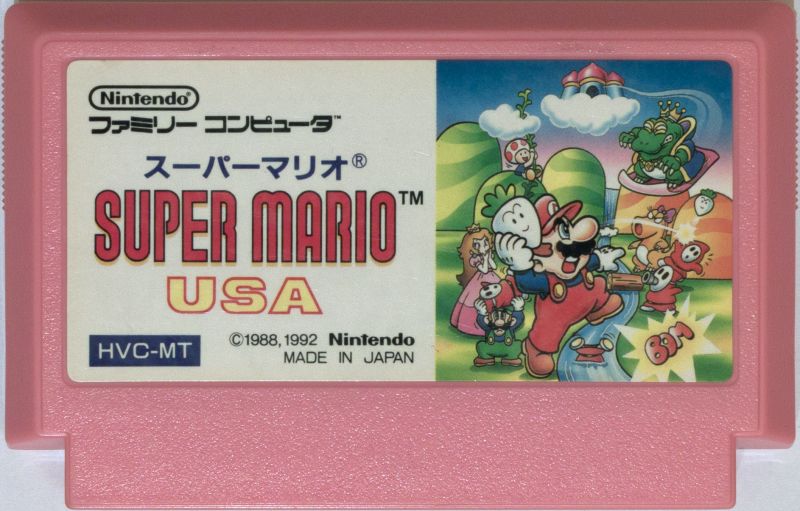 Nintendo®
ファミリー コンピュータ™
スーパーマリオ®
SUPER MARIO™
USA
HVC-MT
©1988,1992 Nintendo
MADE IN JAPAN
BOM